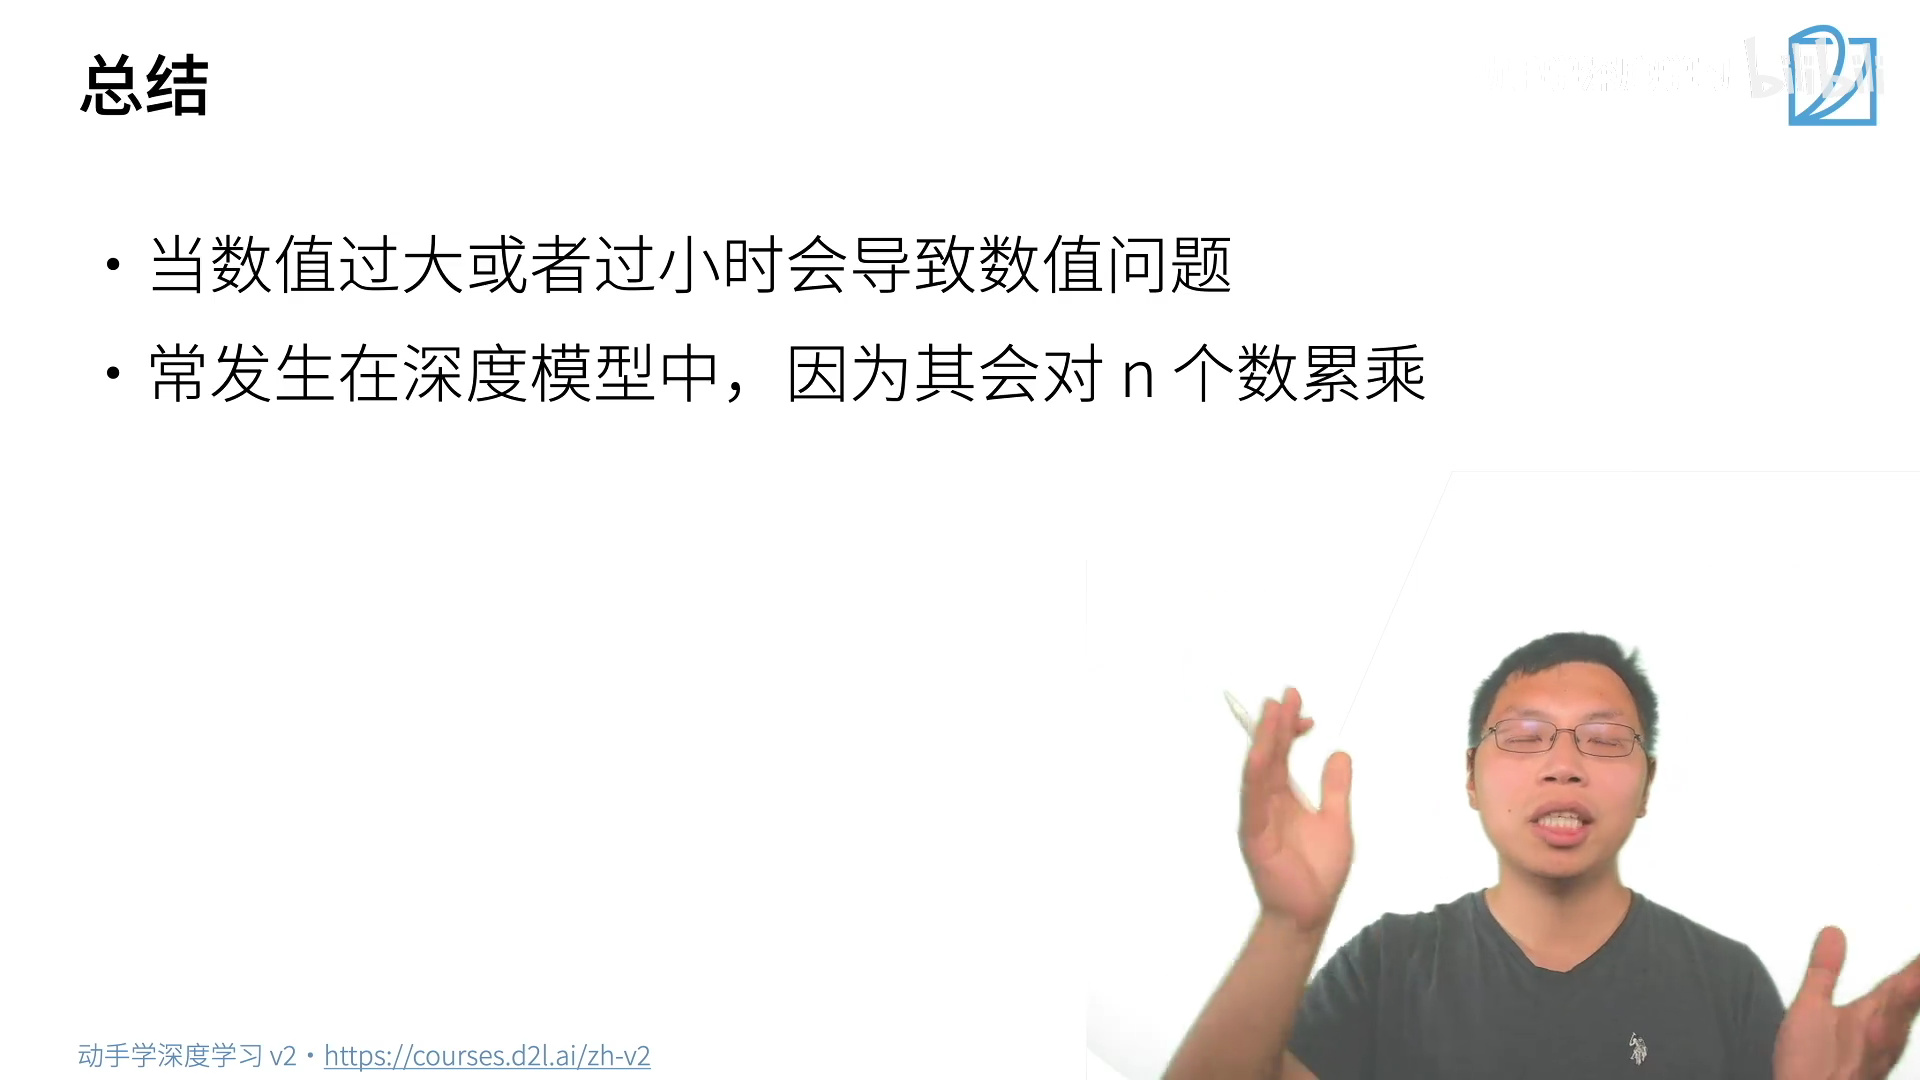 总结
bilibili
• 当数值过大或者过小时会导致数值问题
• 常发生在深度模型中，因为其会对 n 个数累乘
动手学深度学习 v2 • https://courses.d2l.ai/zh-v2